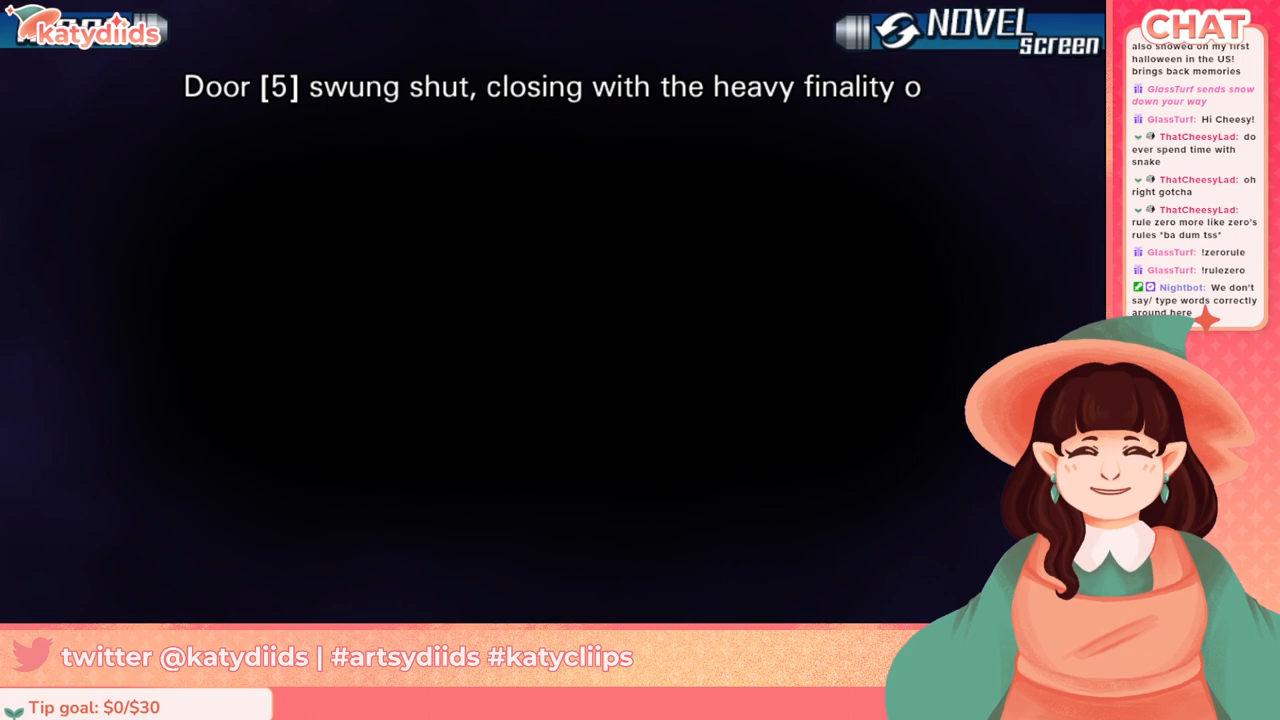 katydiids
NOVEL
screen
CHAT
Door [5] swung shut, closing with the heavy finality o
also showed on my first
halloween in the US!
brings back memories
GlassTurf sends snow
down your way
GlassTurf: Hi Cheesy!
ThatCheesyLad: do
ever spend time with
snake
ThatCheesyLad: oh
right gotcha
ThatCheesyLad:
rule zero more like zero's
rules *ba dum tss*
GlassTurf: !zerorule
GlassTurf: !rulezero
Nightbot: We don't
say/ type words correctly
around here
twitter @katydiids | #artsydiids #katycliips
Tip goal: $0/$30